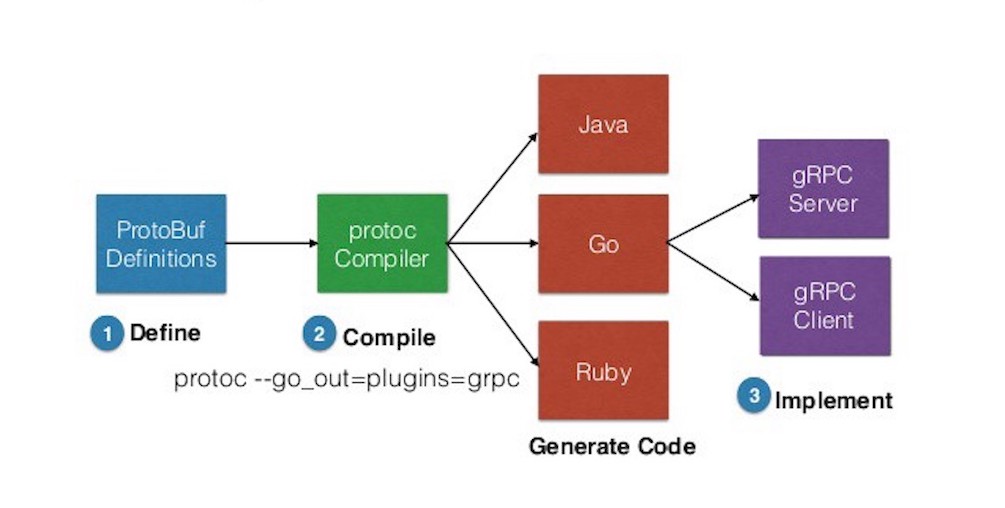 ProtoBuf
Definitions
1 Define
protoc
Compiler
2 Compile
protoc --go_out=plugins=grpc
Java
Go
Ruby
Generate Code
gRPC
Server
gRPC
Client
3 Implement